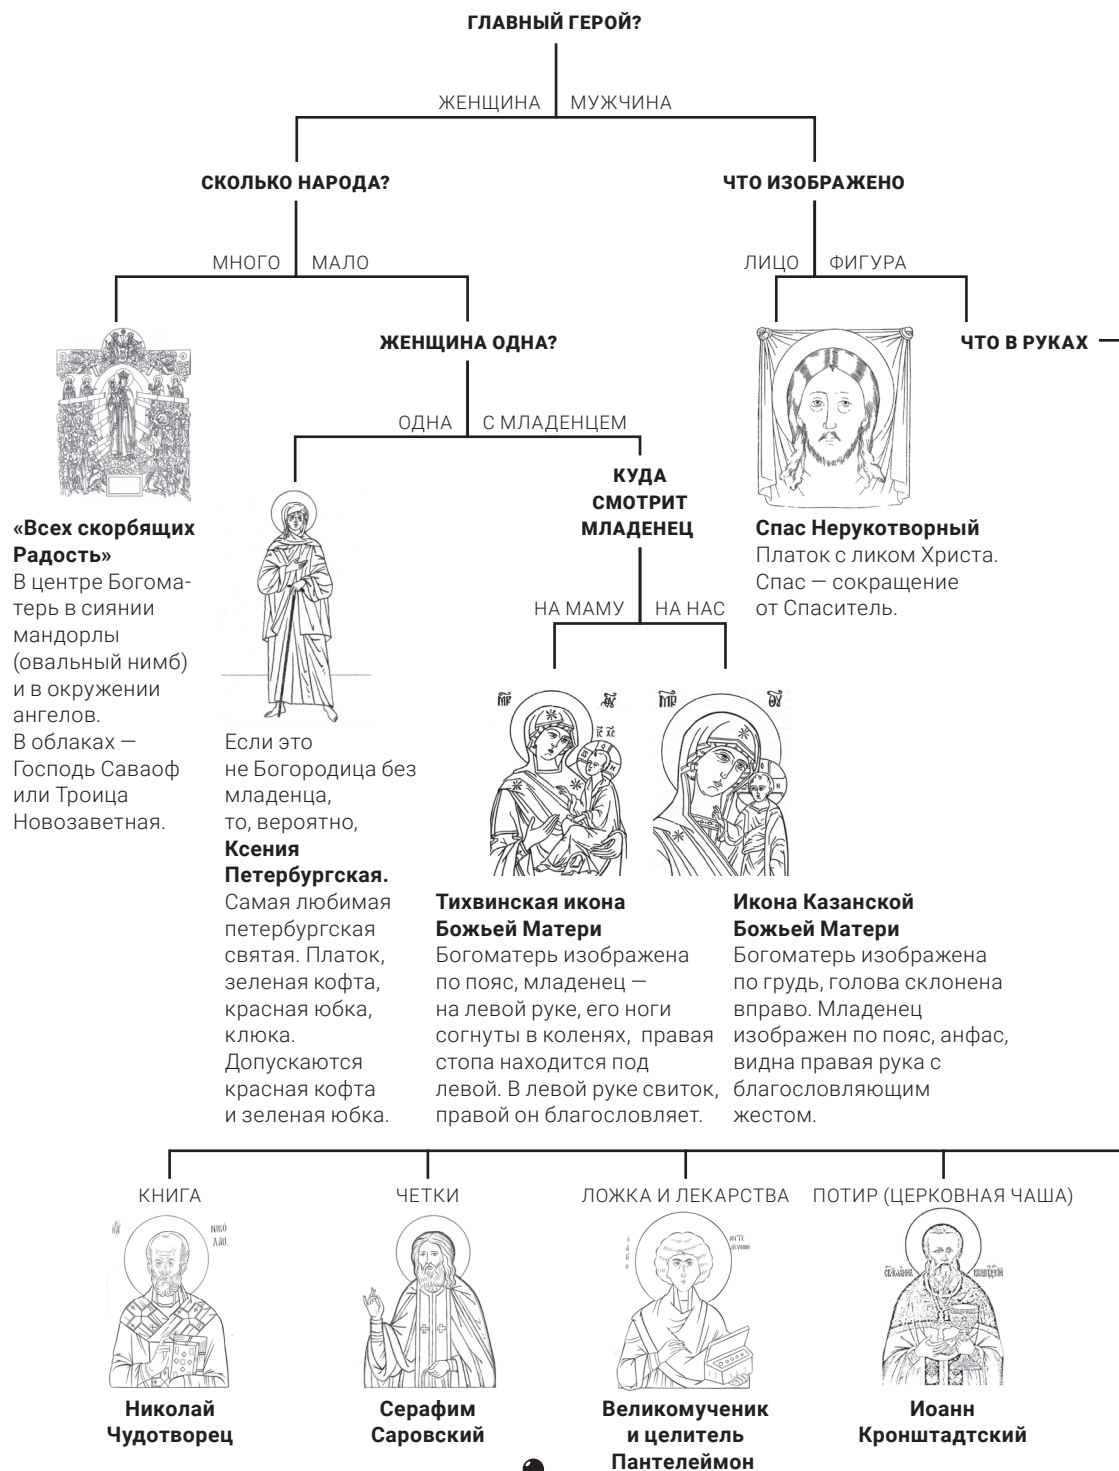 ГЛАВНЫЙ ГЕРОЙ?
ЖЕНЩИНА МУЖЧИНА
СКОЛЬКО НАРОДА?
ЧТО ИЗОБРАЖЕНО
МНОГО МАЛО
ЛИЦО ФИГУРА
ЖЕНЩИНА ОДНА?
ЧТО В РУКАХ
ОДНА С МЛАДЕНЦЕМ
КУДА
СМОТРИТ
МЛАДЕНЕЦ
«Всех скорбящих
Радость»
В центре Богома-
терь в сиянии
мандорлы
(овальный нимб)
и в окружении
ангелов.
В облаках —
Господь Саваоф
или Троица
Новозаветная.
Спас Нерукотворный
Платок с ликом Христа.
Спас — сокращение
от Спаситель.
НА МАМУ НА НАС
Если это
не Богородица без
младенца,
то, вероятно,
Ксения
Петербургская.
Самая любимая
петербургская
святая. Платок,
зеленая кофта,
красная юбка,
клюка.
Допускаются
красная кофта
и зеленая юбка.
Тихвинская икона
Божьей Матери
Богоматерь изображена
по пояс, младенец —
на левой руке, его ноги
согнуты в коленях, правая
стопа находится под
левой. В левой руке свиток,
правой он благословляет.
Икона Казанской
Божьей Матери
Богоматерь изображена
по грудь, голова склонена
вправо. Младенец
изображен по пояс, анфас,
видна правая рука с
благословляющим
жестом.
КНИГА
ЧЕТКИ
ЛОЖКА И ЛЕКАРСТВА
ПОТИР (ЦЕРКОВНАЯ ЧАША)
Николай
Чудотворец
Серафим
Саровский
Великомученик
и целитель
Пантелеймон
Иоанн
Кронштадтский